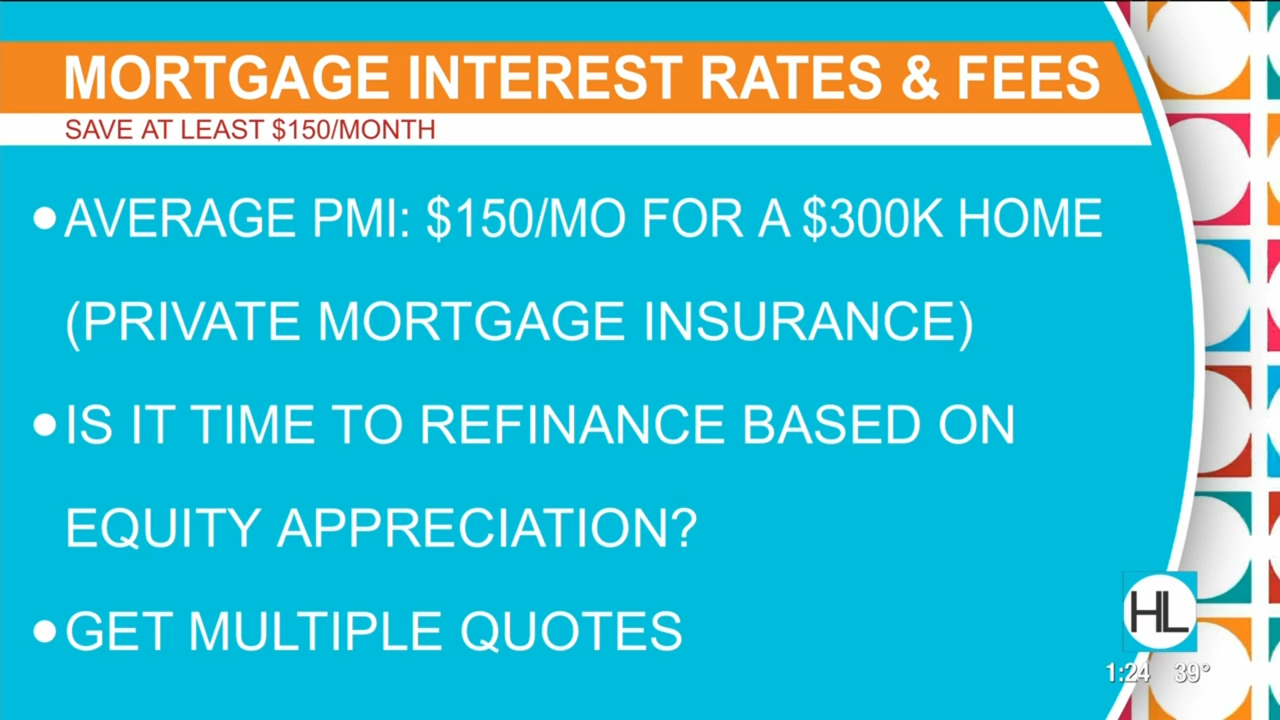 MORTGAGE INTEREST RATES & FEES
SAVE AT LEAST $150/MONTH
•AVERAGE PMI: $150/MO FOR A $300K HOME
(PRIVATE MORTGAGE INSURANCE)
•IS IT TIME TO REFINANCE BASED ON
EQUITY APPRECIATION?
•GET MULTIPLE QUOTES
HL
1:24 39°